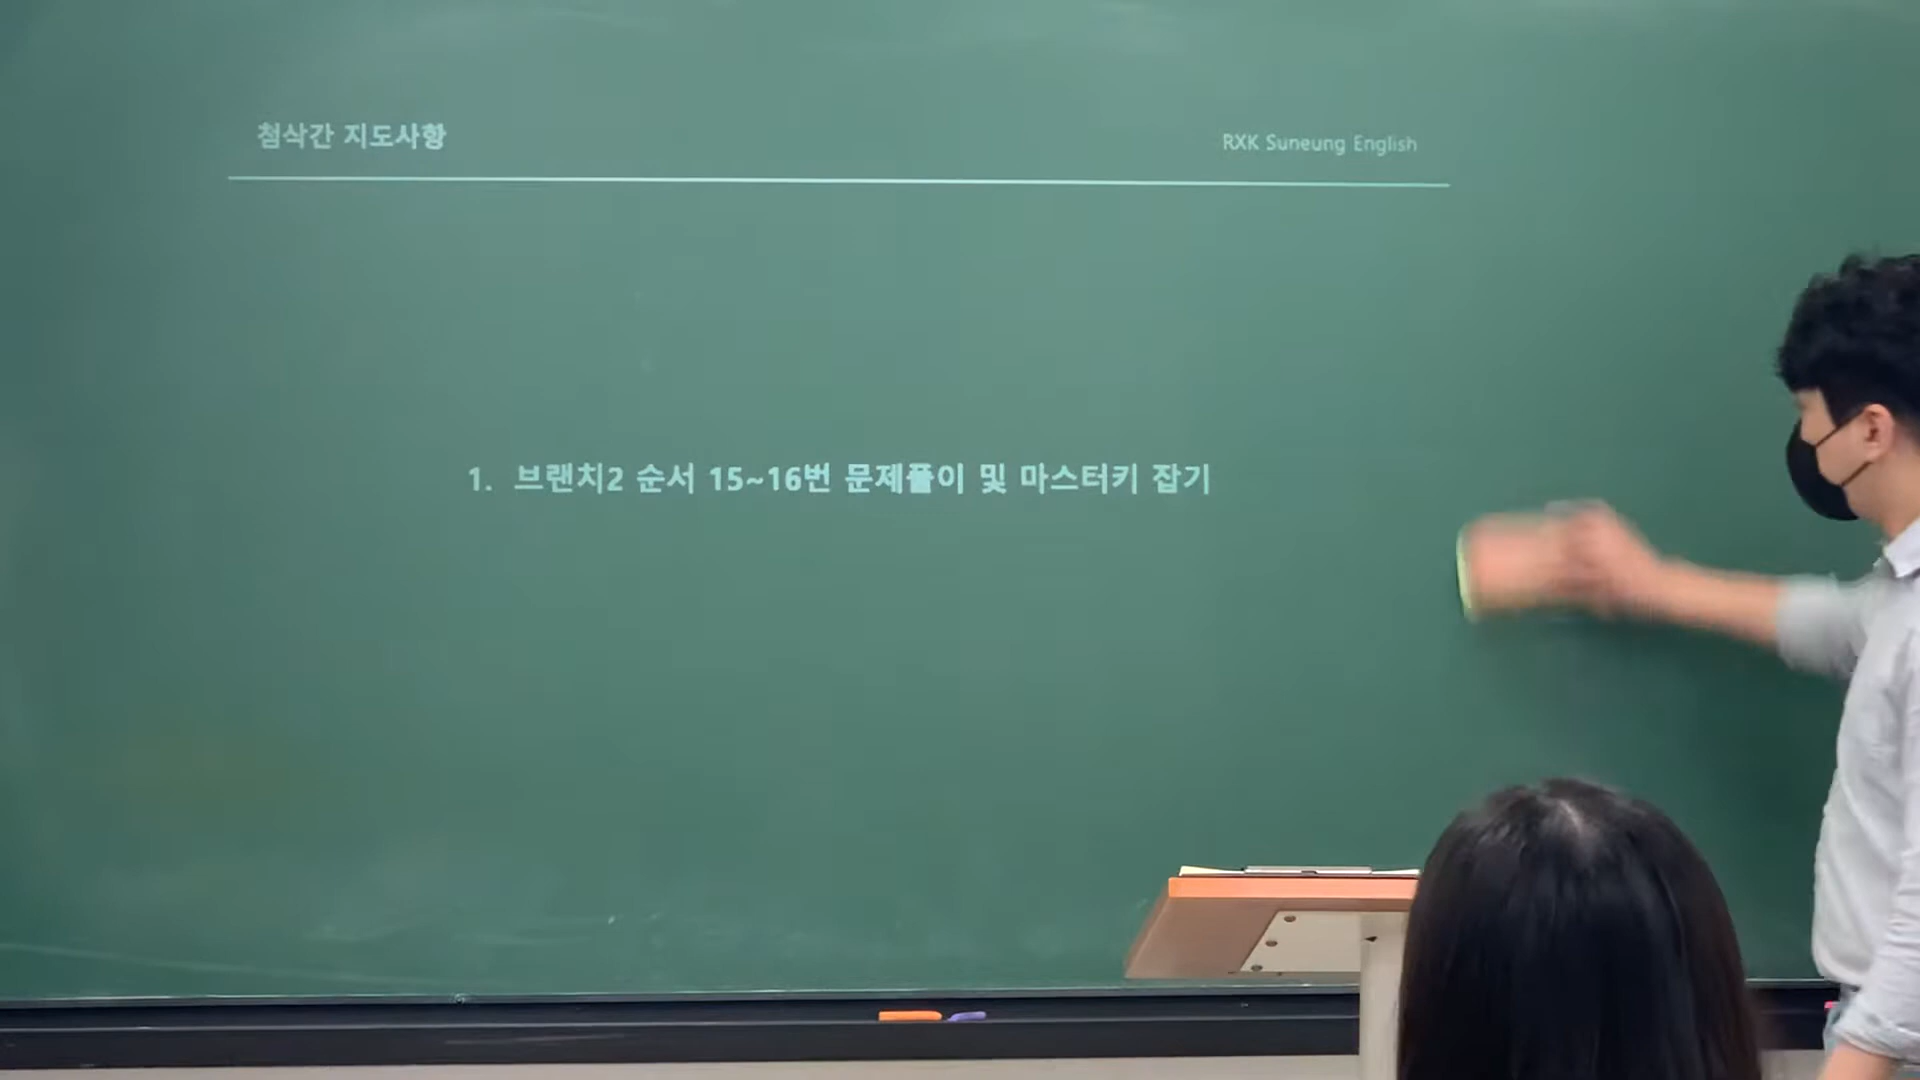 첨삭간 지도사항
RXK Suneung English
1. 브랜치2 순서 15~16번 문제풀이 및 마스터키 잡기